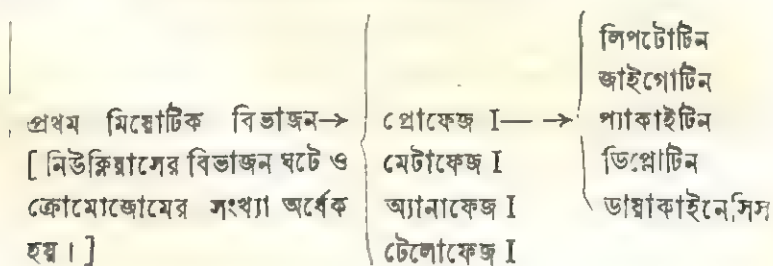 লিপটোটিন
জাইগোটিন
প্রথম মিয়োটিক বিভাজন→ প্রোফেজ I—→ প্যাকাইটিন
[ নিউক্লিয়াসের বিভাজন ঘটে ও মেটাফেজ I ডিপ্লোটিন
ক্রোমোজোমের সংখ্যা অর্ধেক অ্যানাফেজ I ডায়াকাইনেসিস
হয়। ] টেলোফেজ I